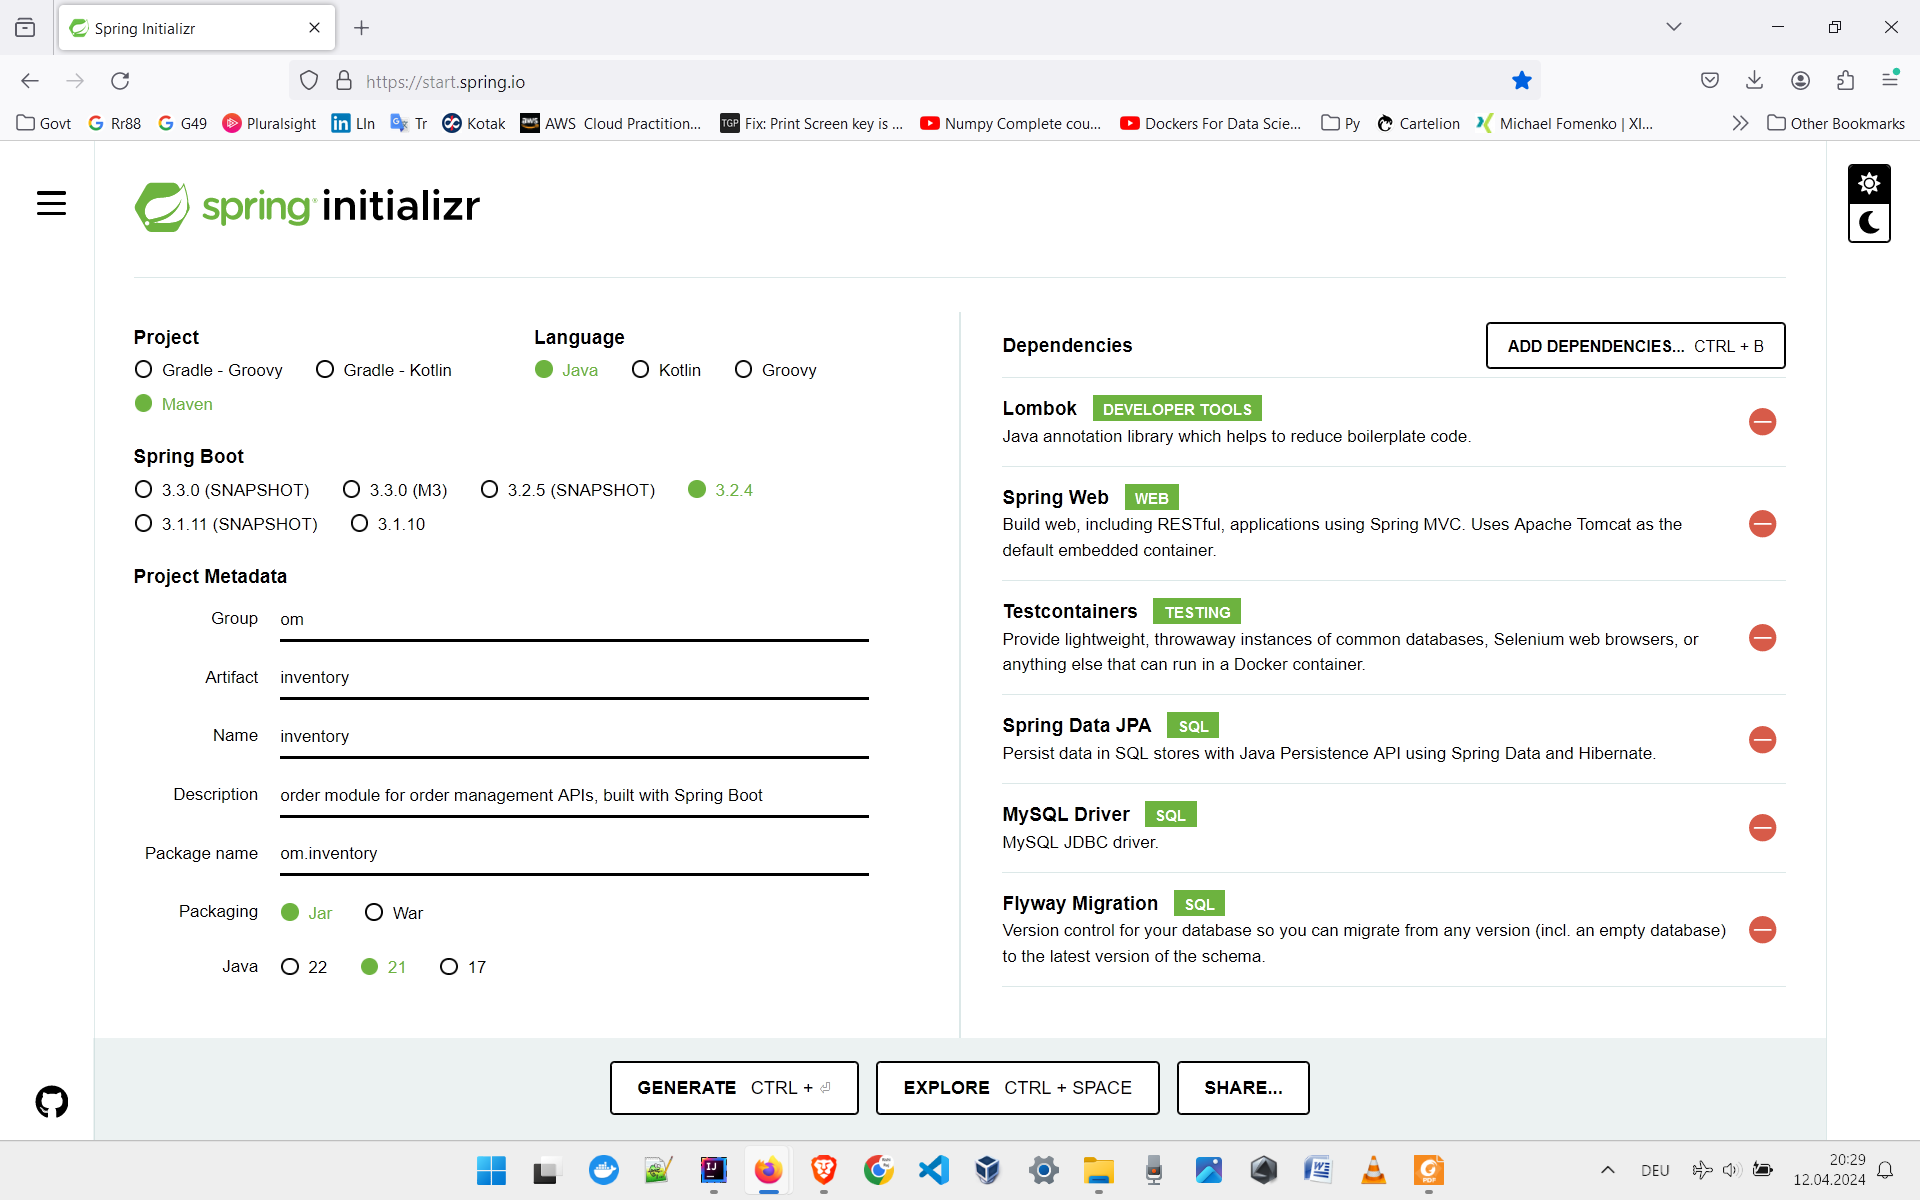 Spring Initializr
https://start.spring.io
Govt Rr88 G49 Pluralsight LIn Tr Kotak AWS Cloud Practition... Fix: Print Screen key is ... Numpy Complete cou... Dockers For Data Scie... Py Cartelion Michael Fomenko | XI... Other Bookmarks
spring initializr
Project
Gradle - Groovy Gradle - Kotlin
Maven
Language
Java Kotlin Groovy
Spring Boot
3.3.0 (SNAPSHOT) 3.3.0 (M3) 3.2.5 (SNAPSHOT) 3.2.4
3.1.11 (SNAPSHOT) 3.1.10
Project Metadata
Group om
Artifact inventory
Name inventory
Description order module for order management APIs, built with Spring Boot
Package name om.inventory
Packaging Jar War
Java 22 21 17
Dependencies
ADD DEPENDENCIES... CTRL + B
Lombok DEVELOPER TOOLS
Java annotation library which helps to reduce boilerplate code.
Spring Web WEB
Build web, including RESTful, applications using Spring MVC. Uses Apache Tomcat as the
default embedded container.
Testcontainers TESTING
Provide lightweight, throwaway instances of common databases, Selenium web browsers, or
anything else that can run in a Docker container.
Spring Data JPA SQL
Persist data in SQL stores with Java Persistence API using Spring Data and Hibernate.
MySQL Driver SQL
MySQL JDBC driver.
Flyway Migration SQL
Version control for your database so you can migrate from any version (incl. an empty database)
to the latest version of the schema.
GENERATE CTRL + ⏎
EXPLORE CTRL + SPACE
SHARE...
DEU
20:29
12.04.2024